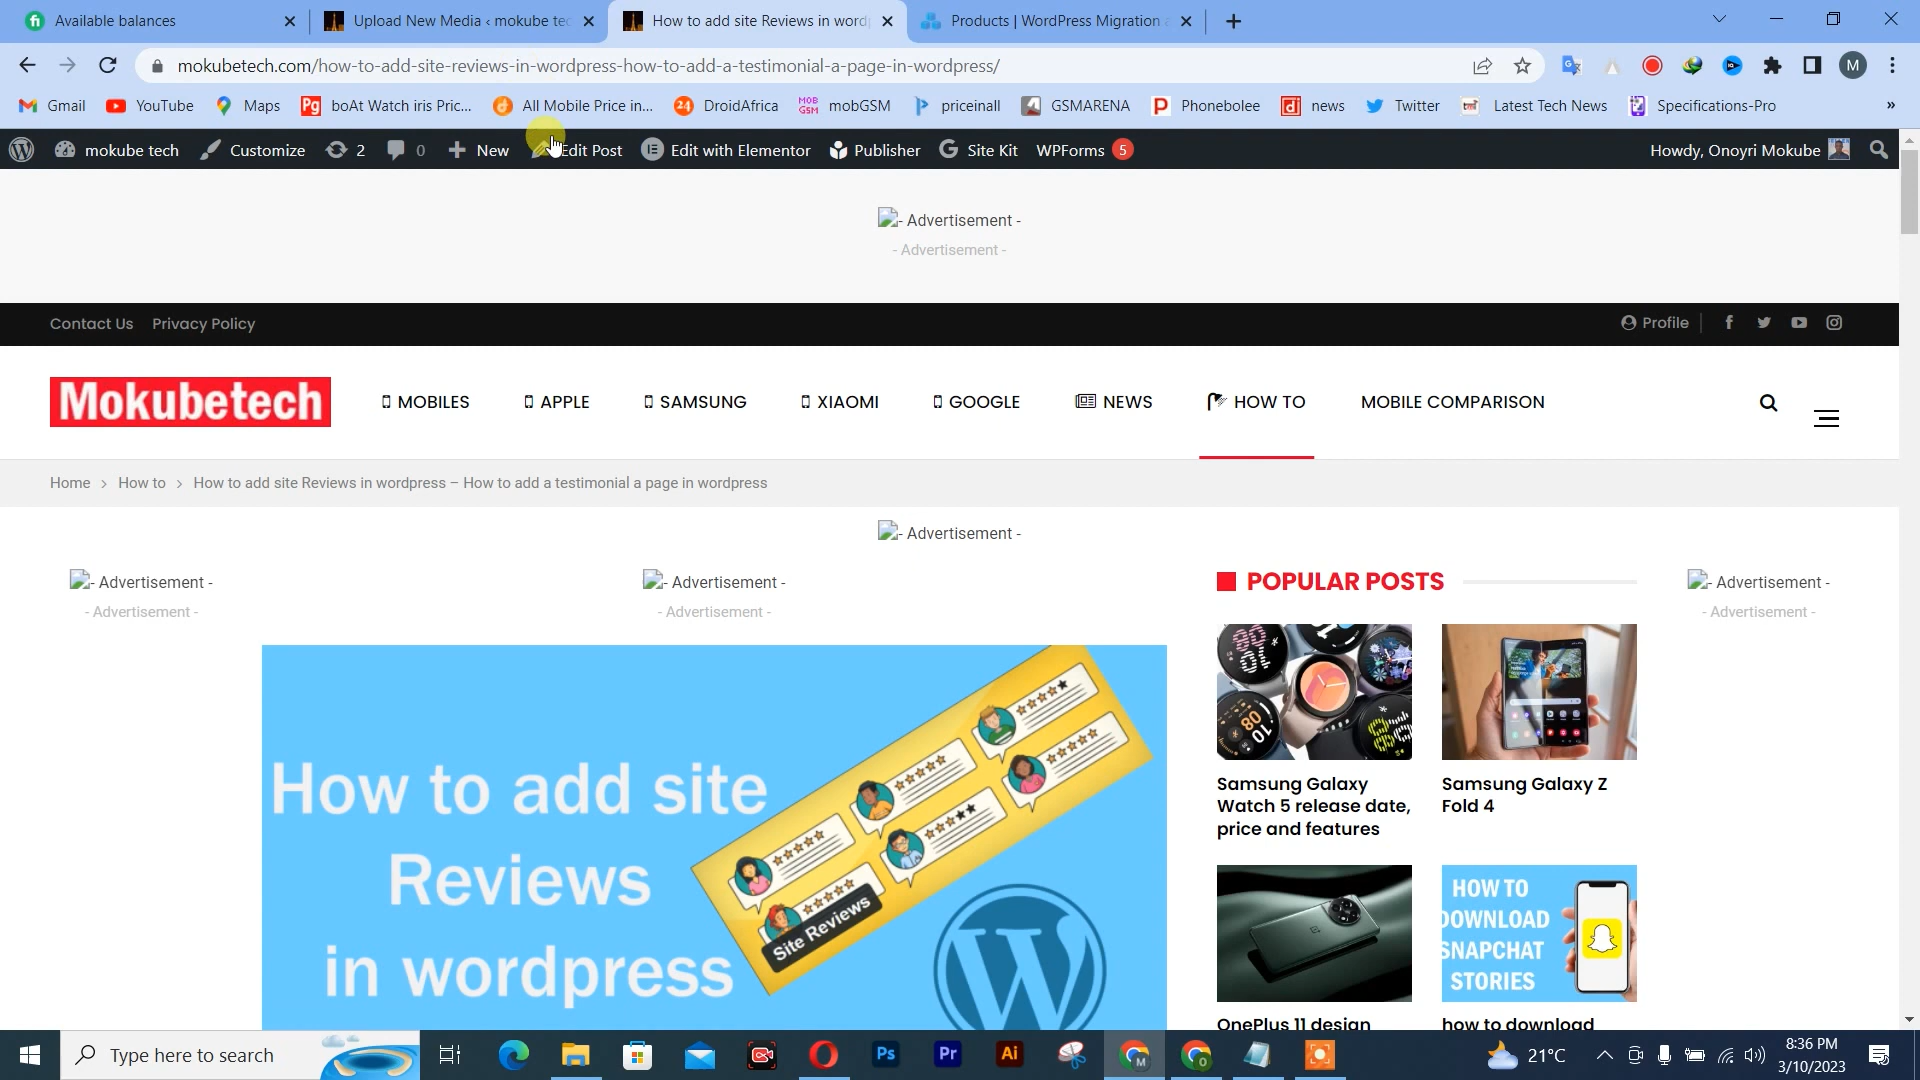 Available balances
Upload New Media ‹ mokube tec
How to add site Reviews in word
Products | WordPress Migration a
mokubetech.com/how-to-add-site-reviews-in-wordpress-how-to-add-a-testimonial-a-page-in-wordpress/
M
Gmail YouTube Maps boAt Watch iris Pric... All Mobile Price in... DroidAfrica mobGSM priceinall GSMARENA Phonebolee news Twitter Latest Tech News Specifications-Pro »
mokube tech Customize 2 0 New Edit Post Edit with Elementor Publisher Site Kit WPForms 5 Howdy, Onoyri Mokube
- Advertisement -
- Advertisement -
Contact Us Privacy Policy Profile
Mokubetech MOBILES APPLE SAMSUNG XIAOMI GOOGLE NEWS HOW TO MOBILE COMPARISON
Home > How to > How to add site Reviews in wordpress – How to add a testimonial a page in wordpress
- Advertisement -
- Advertisement -
- Advertisement -
- Advertisement -
- Advertisement -
POPULAR POSTS
- Advertisement -
- Advertisement -
How to add site
Reviews
in wordpress
Site Reviews
Samsung Galaxy
Watch 5 release date,
price and features
Samsung Galaxy Z
Fold 4
HOW TO
DOWNLOAD
SNAPCHAT
STORIES
OnePlus 11 design
how to download
Type here to search
Ps Pr Ai
21°C
8:36 PM
3/10/2023